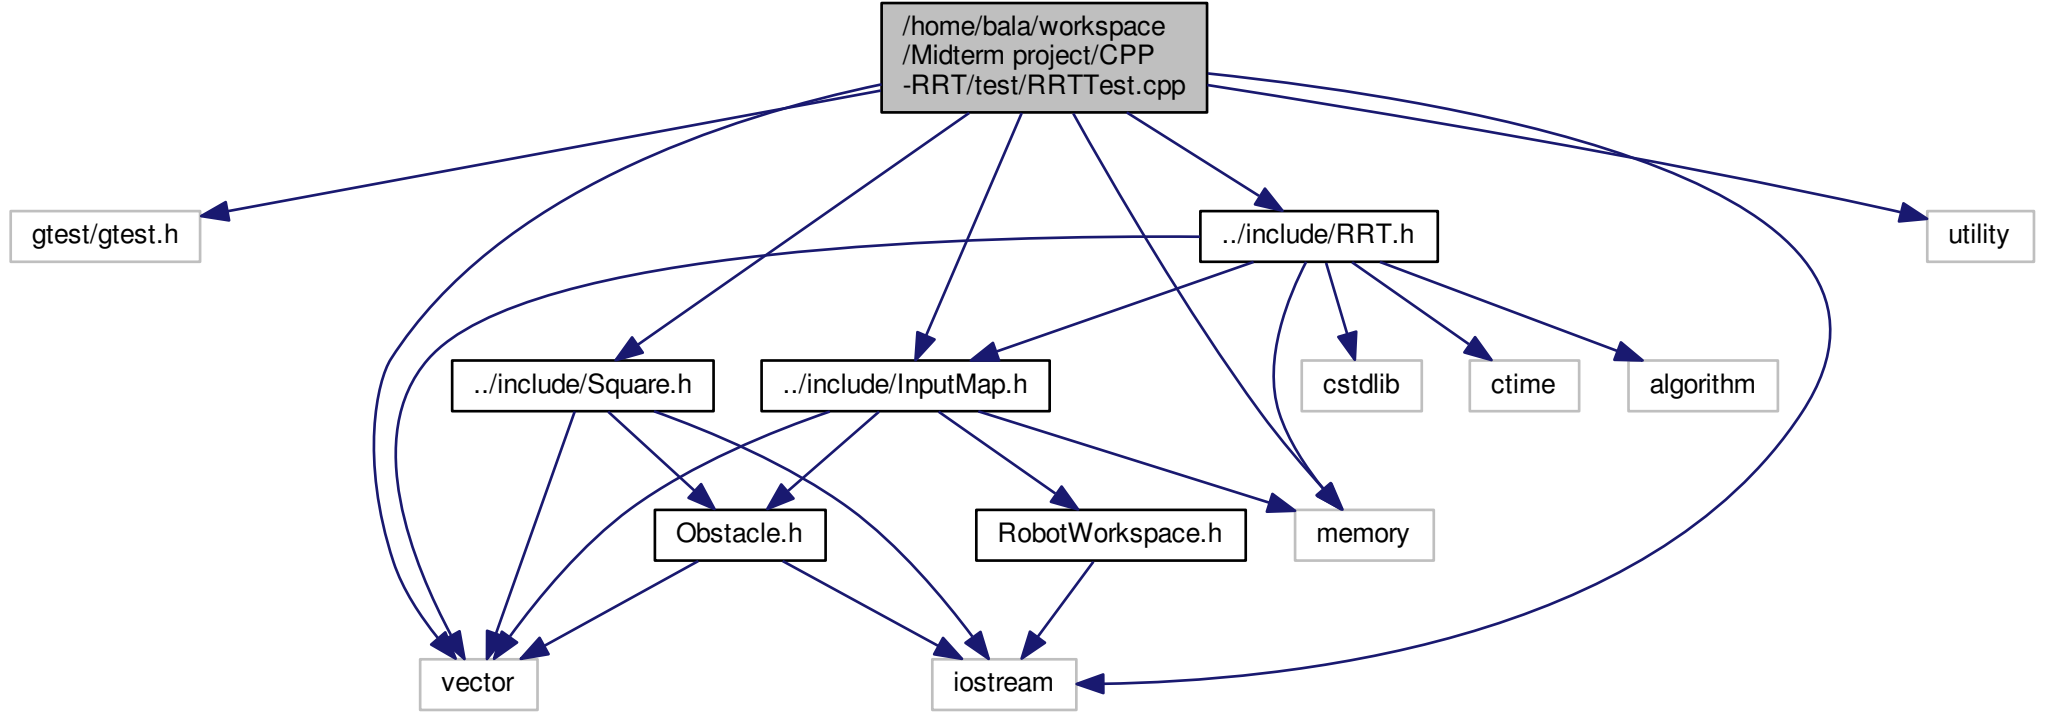 /home/bala/workspace
/Midterm project/CPP
-RRT/test/RRTTest.cpp
gtest/gtest.h
../include/RRT.h
utility
../include/Square.h
../include/InputMap.h
cstdlib
ctime
algorithm
Obstacle.h
RobotWorkspace.h
memory
vector
iostream